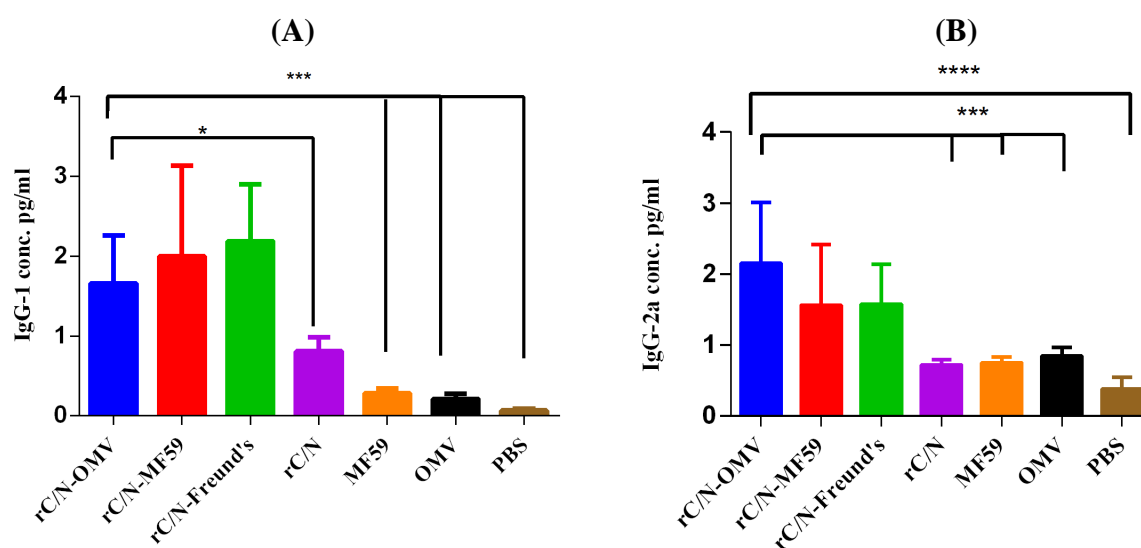 (A)
***
*
IgG-1 conc. pg/ml
4
3
2
1
0
rC/N-OMV
rC/N-MF59
rC/N-Freund's
rC/N
MF59
OMV
PBS
(B)
****
***
IgG-2a conc. pg/ml
4
3
2
1
0
rC/N-OMV
rC/N-MF59
rC/N-Freund's
rC/N
MF59
OMV
PBS